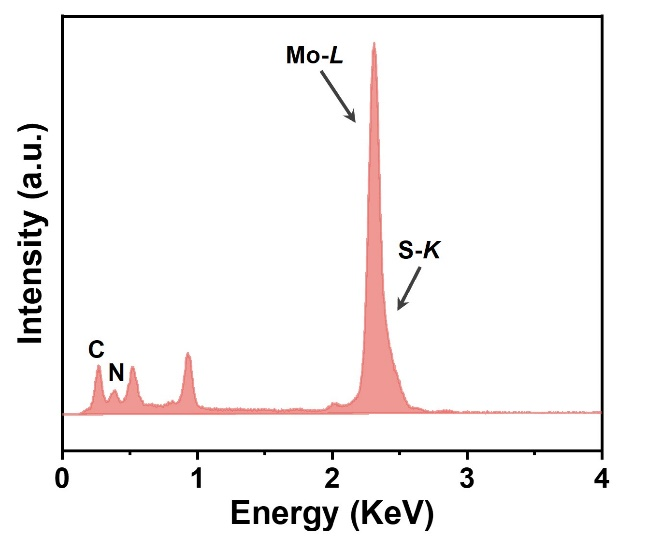 Mo-L
S-K
C
N
Intensity (a.u.)
0 1 2 3 4
Energy (KeV)